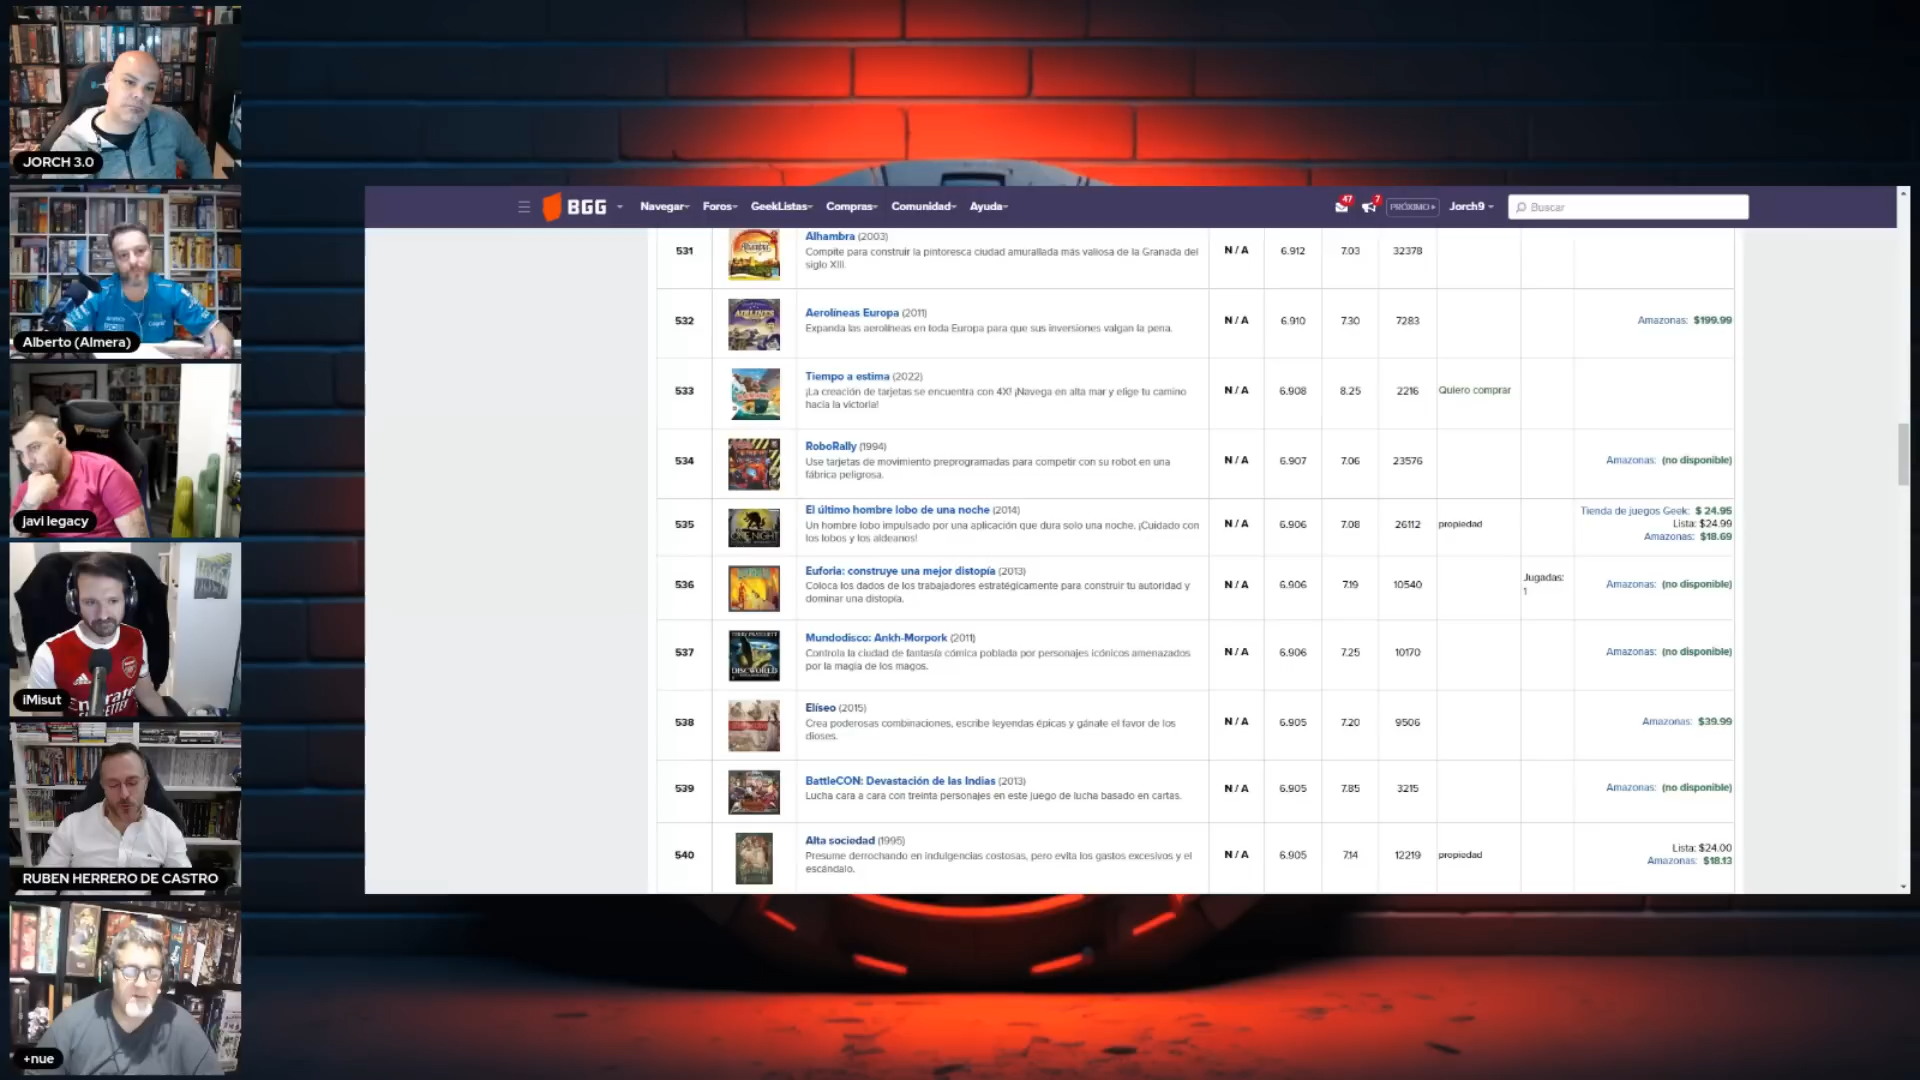 JORCH 3.0
Alberto (Almera)
javi legacy
iMisut
RUBEN HERRERO DE CASTRO
+nue
BGG
Navegar
Foros
GeekListas
Compras
Comunidad
Ayuda
47
7
PRÓXIMO
Jorch9
Buscar
531
Alhambra (2003)
Compite para construir la pintoresca ciudad amurallada más valiosa de la Granada del
siglo XIII.
N / A 6.912 7.03 32378
532
AIRLINES
Aerolíneas Europa (2011)
Expanda las aerolíneas en toda Europa para que sus inversiones valgan la pena.
N / A 6.910 7.30 7283
Amazonas: $199.99
533
Tiempo a estima (2022)
¡La creación de tarjetas se encuentra con 4X! ¡Navega en alta mar y elige tu camino
hacia la victoria!
N / A 6.908 8.25 2216 Quiero comprar
534
RoboRally (1994)
Use tarjetas de movimiento preprogramadas para competir con su robot en una
fábrica peligrosa.
N / A 6.907 7.06 23576
Amazonas: (no disponible)
535
El último hombre lobo de una noche (2014)
Un hombre lobo impulsado por una aplicación que dura solo una noche. ¡Cuidado con
los lobos y los aldeanos!
N / A 6.906 7.08 26112 propiedad
Tienda de juegos Geek: $ 24.95
Lista: $24.99
Amazonas: $18.69
536
Euforia: construye una mejor distopía (2013)
Coloca los dados de los trabajadores estratégicamente para construir tu autoridad y
dominar una distopía.
N / A 6.906 7.19 10540
Jugadas:
1
Amazonas: (no disponible)
537
DISCWORLD
Mundodisco: Ankh-Morpork (2011)
Controla la ciudad de fantasía cómica poblada por personajes icónicos amenazados
por la magia de los magos.
N / A 6.906 7.25 10170
Amazonas: (no disponible)
538
Elíseo (2015)
Crea poderosas combinaciones, escribe leyendas épicas y gánate el favor de los
dioses.
N / A 6.905 7.20 9506
Amazonas: $39.99
539
BattleCON: Devastación de las Indias (2013)
Lucha cara a cara con treinta personajes en este juego de lucha basado en cartas.
N / A 6.905 7.85 3215
Amazonas: (no disponible)
540
Alta sociedad (1995)
Presume derrochando en indulgencias costosas, pero evita los gastos excesivos y el
escándalo.
N / A 6.905 7.14 12219 propiedad
Lista: $24.00
Amazonas: $18.13